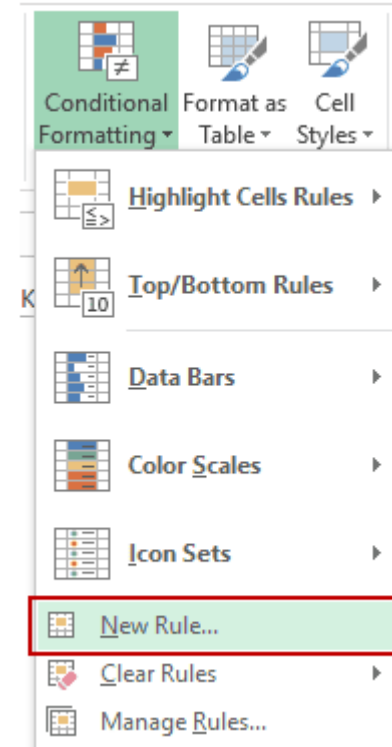 Conditional Format as Cell
Formatting Table Styles
Highlight Cells Rules
Top/Bottom Rules
10
K
Data Bars
Color Scales
Icon Sets
New Rule...
Clear Rules
Manage Rules...